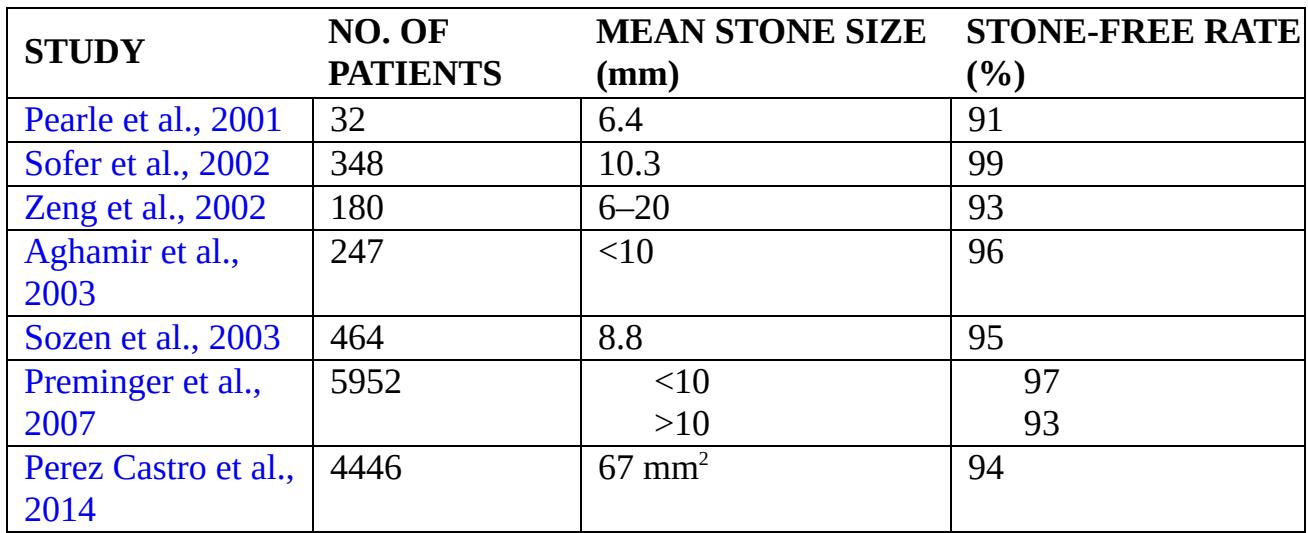 STUDY NO. OF PATIENTS MEAN STONE SIZE (mm) STONE-FREE RATE (%)
Pearle et al., 2001 32 6.4 91
Sofer et al., 2002 348 10.3 99
Zeng et al., 2002 180 6–20 93
Aghamir et al., 247 <10 96
2003
Sozen et al., 2003 464 8.8 95
Preminger et al., 5952 <10 97
2007 >10 93
Perez Castro et al., 4446 67 mm² 94
2014